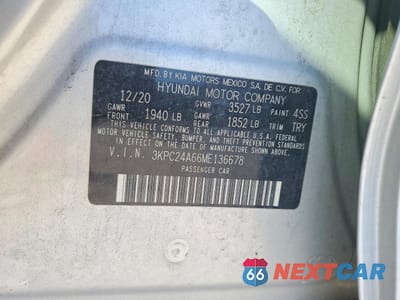 MFD.BY KIA MOTORS MEXICO S.A. DE C.V. FOR
HYUNDAI MOTOR COMPANY
12/20 GVWR 3527 LB PAINT 4SS
GAWR FRONT 1940 LB GAWR REAR 1852 LB TRIM TRY
THIS VEHICLE CONFORMS TO ALL APPLICABLE U.S.A. FEDERAL
MOTOR VEHICLE SAFETY, BUMPER, AND THEFT PREVENTION
STANDARDS IN EFFECT ON THE DATE OF MANUFACTURE SHOWN ABOVE.
V.I.N. 3KPC24A66ME136678
PASSENGER CAR
66 NEXTCAR